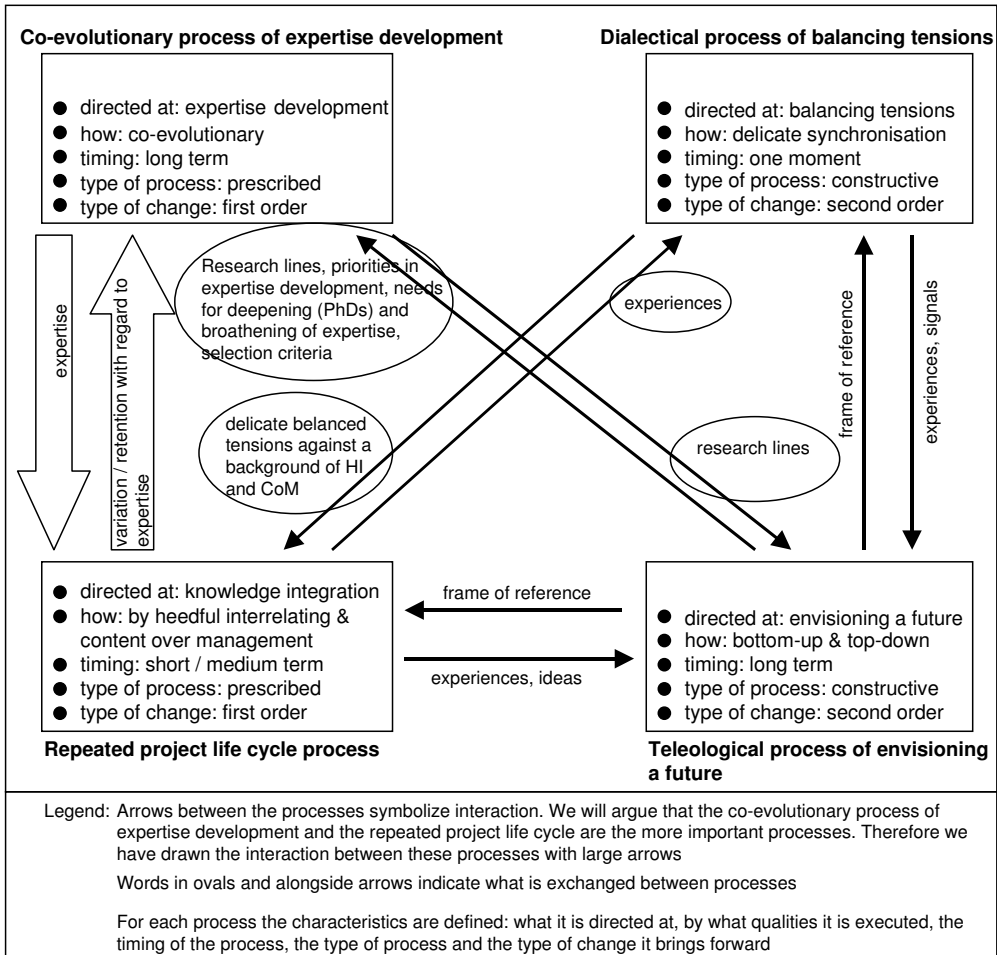 Co-evolutionary process of expertise development
● directed at: expertise development
● how: co-evolutionary
● timing: long term
● type of process: prescribed
● type of change: first order
Dialectical process of balancing tensions
● directed at: balancing tensions
● how: delicate synchronisation
● timing: one moment
● type of process: constructive
● type of change: second order
expertise
variation / retention with regard to
expertise
Research lines, priorities in
expertise development, needs
for deepening (PhDs) and
broathening of expertise,
selection criteria
experiences
delicate balanced
tensions against a
background of HI
and CoM
research lines
frame of reference
experiences, signals
● directed at: knowledge integration
● how: by heedful interrelating &
content over management
● timing: short / medium term
● type of process: prescribed
● type of change: first order
Repeated project life cycle process
frame of reference
experiences, ideas
● directed at: envisioning a future
● how: bottom-up & top-down
● timing: long term
● type of process: constructive
● type of change: second order
Teleological process of envisioning
a future
Legend: Arrows between the processes symbolize interaction. We will argue that the co-evolutionary process of
expertise development and the repeated project life cycle are the more important processes. Therefore we
have drawn the interaction between these processes with large arrows
Words in ovals and alongside arrows indicate what is exchanged between processes
For each process the characteristics are defined: what it is directed at, by what qualities it is executed, the
timing of the process, the type of process and the type of change it brings forward